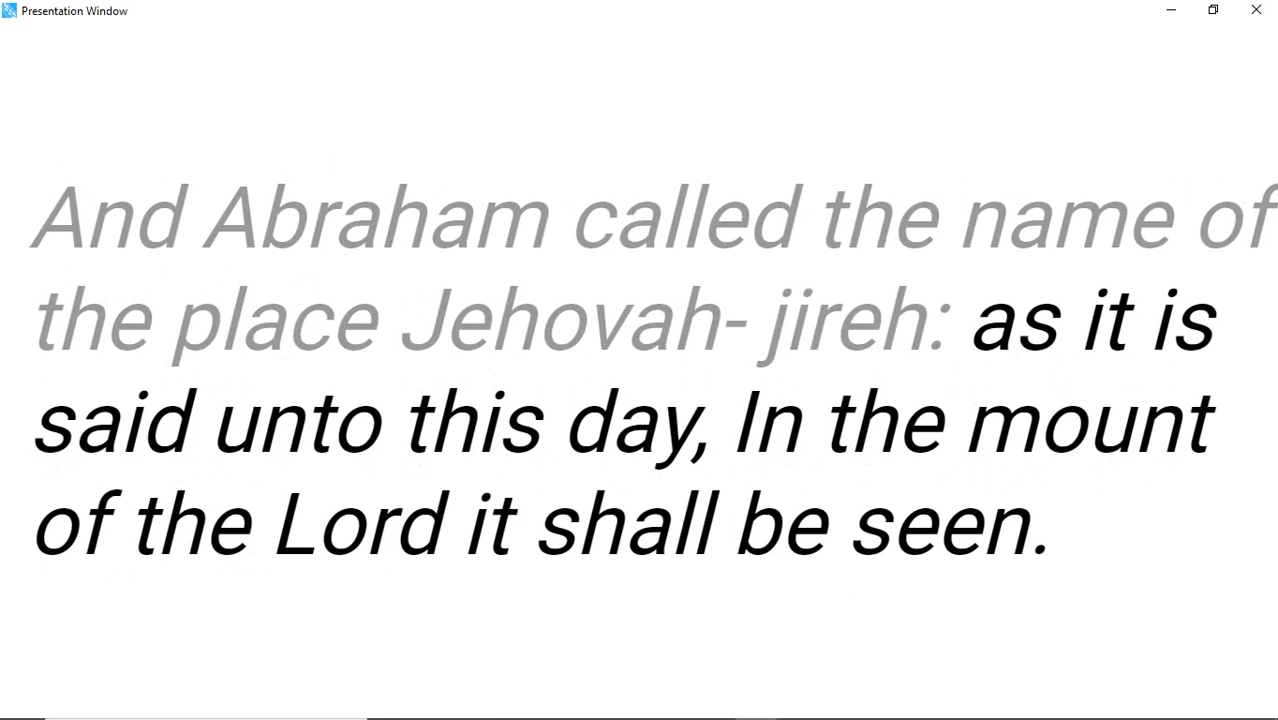 Presentation Window
And Abraham called the name of
the place Jehovah- jireh: as it is
said unto this day, In the mount
of the Lord it shall be seen.